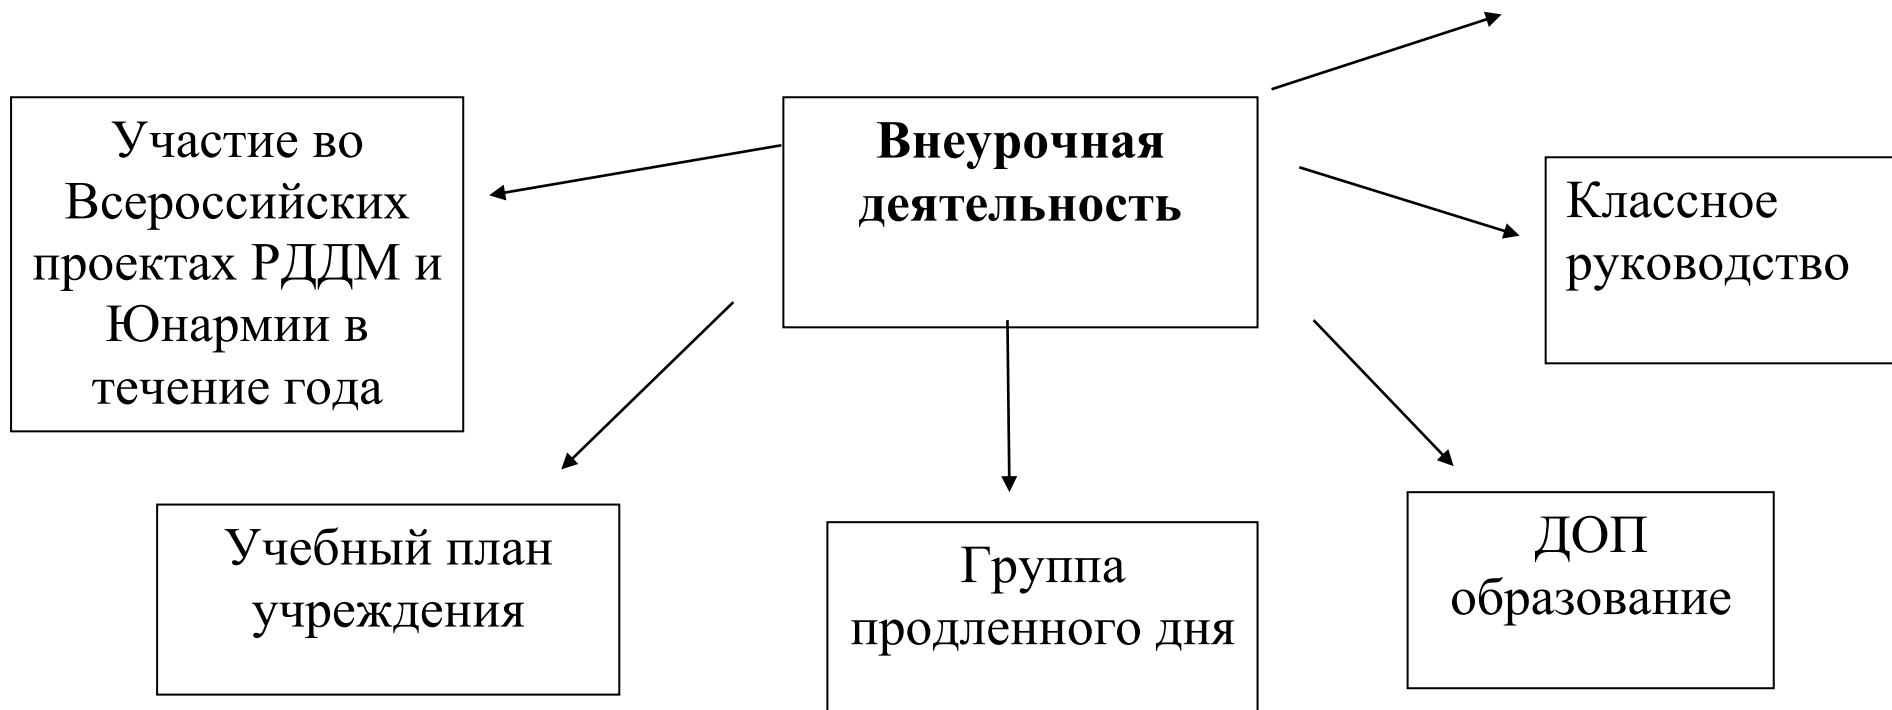 Участие во
Всероссийских
проектах РДДМ и
Юнармии в
течение года
Внеурочная
деятельность
Классное
руководство
Учебный план
учреждения
Группа
продленного дня
ДОП
образование